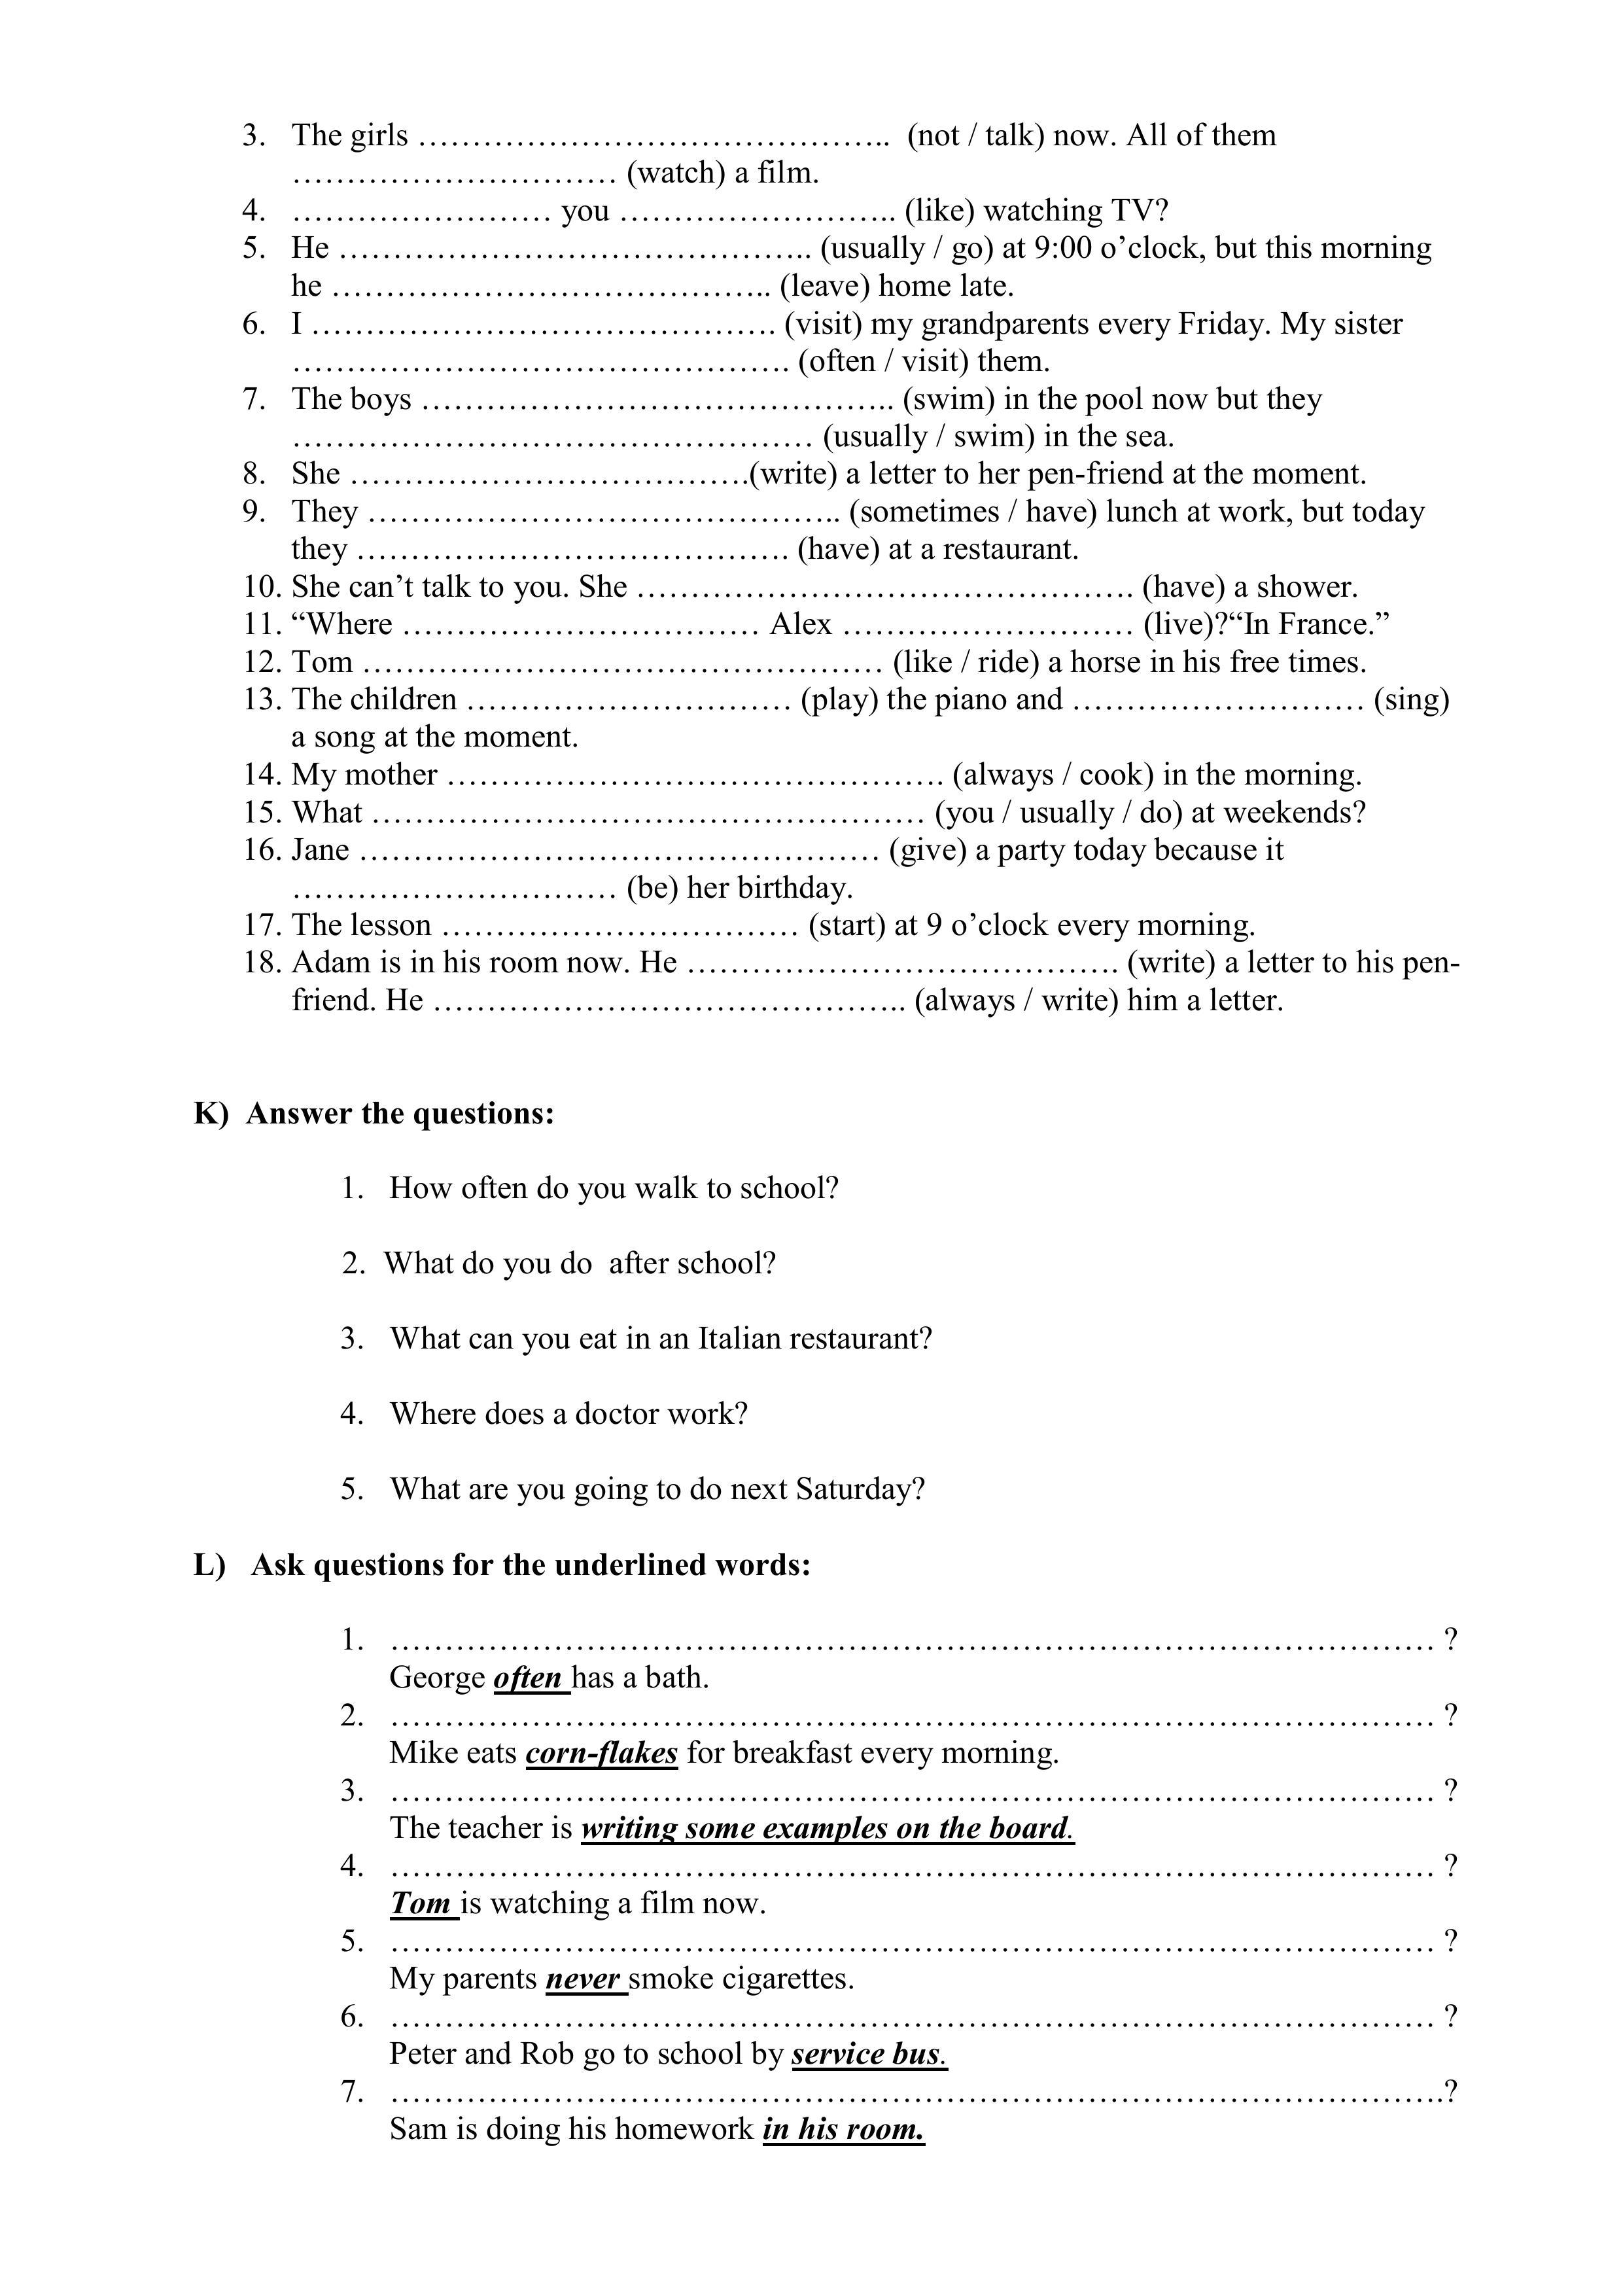 3. The girls …………………………………….. (not / talk) now. All of them
………………………… (watch) a film.
4. …………………… you …………………….. (like) watching TV?
5. He …………………………………….. (usually / go) at 9:00 o’clock, but this morning
he ………………………………….. (leave) home late.
6. I ……………………………………. (visit) my grandparents every Friday. My sister
………………………………………. (often / visit) them.
7. The boys …………………………………….. (swim) in the pool now but they
………………………………………… (usually / swim) in the sea.
8. She ……………………………….(write) a letter to her pen-friend at the moment.
9. They …………………………………….. (sometimes / have) lunch at work, but today
they …………………………………. (have) at a restaurant.
10. She can’t talk to you. She ………………………………………. (have) a shower.
11. “Where …………………………… Alex ……………………… (live)?“In France.”
12. Tom ………………………………………… (like / ride) a horse in his free times.
13. The children ………………………… (play) the piano and ……………………… (sing)
a song at the moment.
14. My mother ………………………………………. (always / cook) in the morning.
15. What …………………………………………… (you / usually / do) at weekends?
16. Jane ………………………………………… (give) a party today because it
………………………… (be) her birthday.
17. The lesson …………………………… (start) at 9 o’clock every morning.
18. Adam is in his room now. He …………………………………. (write) a letter to his pen-
friend. He …………………………………….. (always / write) him a letter.
K) Answer the questions:
1. How often do you walk to school?
2. What do you do after school?
3. What can you eat in an Italian restaurant?
4. Where does a doctor work?
5. What are you going to do next Saturday?
L) Ask questions for the underlined words:
1. …………………………………………………………………………………… ?
George often has a bath.
2. …………………………………………………………………………………… ?
Mike eats corn-flakes for breakfast every morning.
3. …………………………………………………………………………………… ?
The teacher is writing some examples on the board.
4. …………………………………………………………………………………… ?
Tom is watching a film now.
5. …………………………………………………………………………………… ?
My parents never smoke cigarettes.
6. …………………………………………………………………………………… ?
Peter and Rob go to school by service bus.
7. …………………………………………………………………………………….?
Sam is doing his homework in his room.